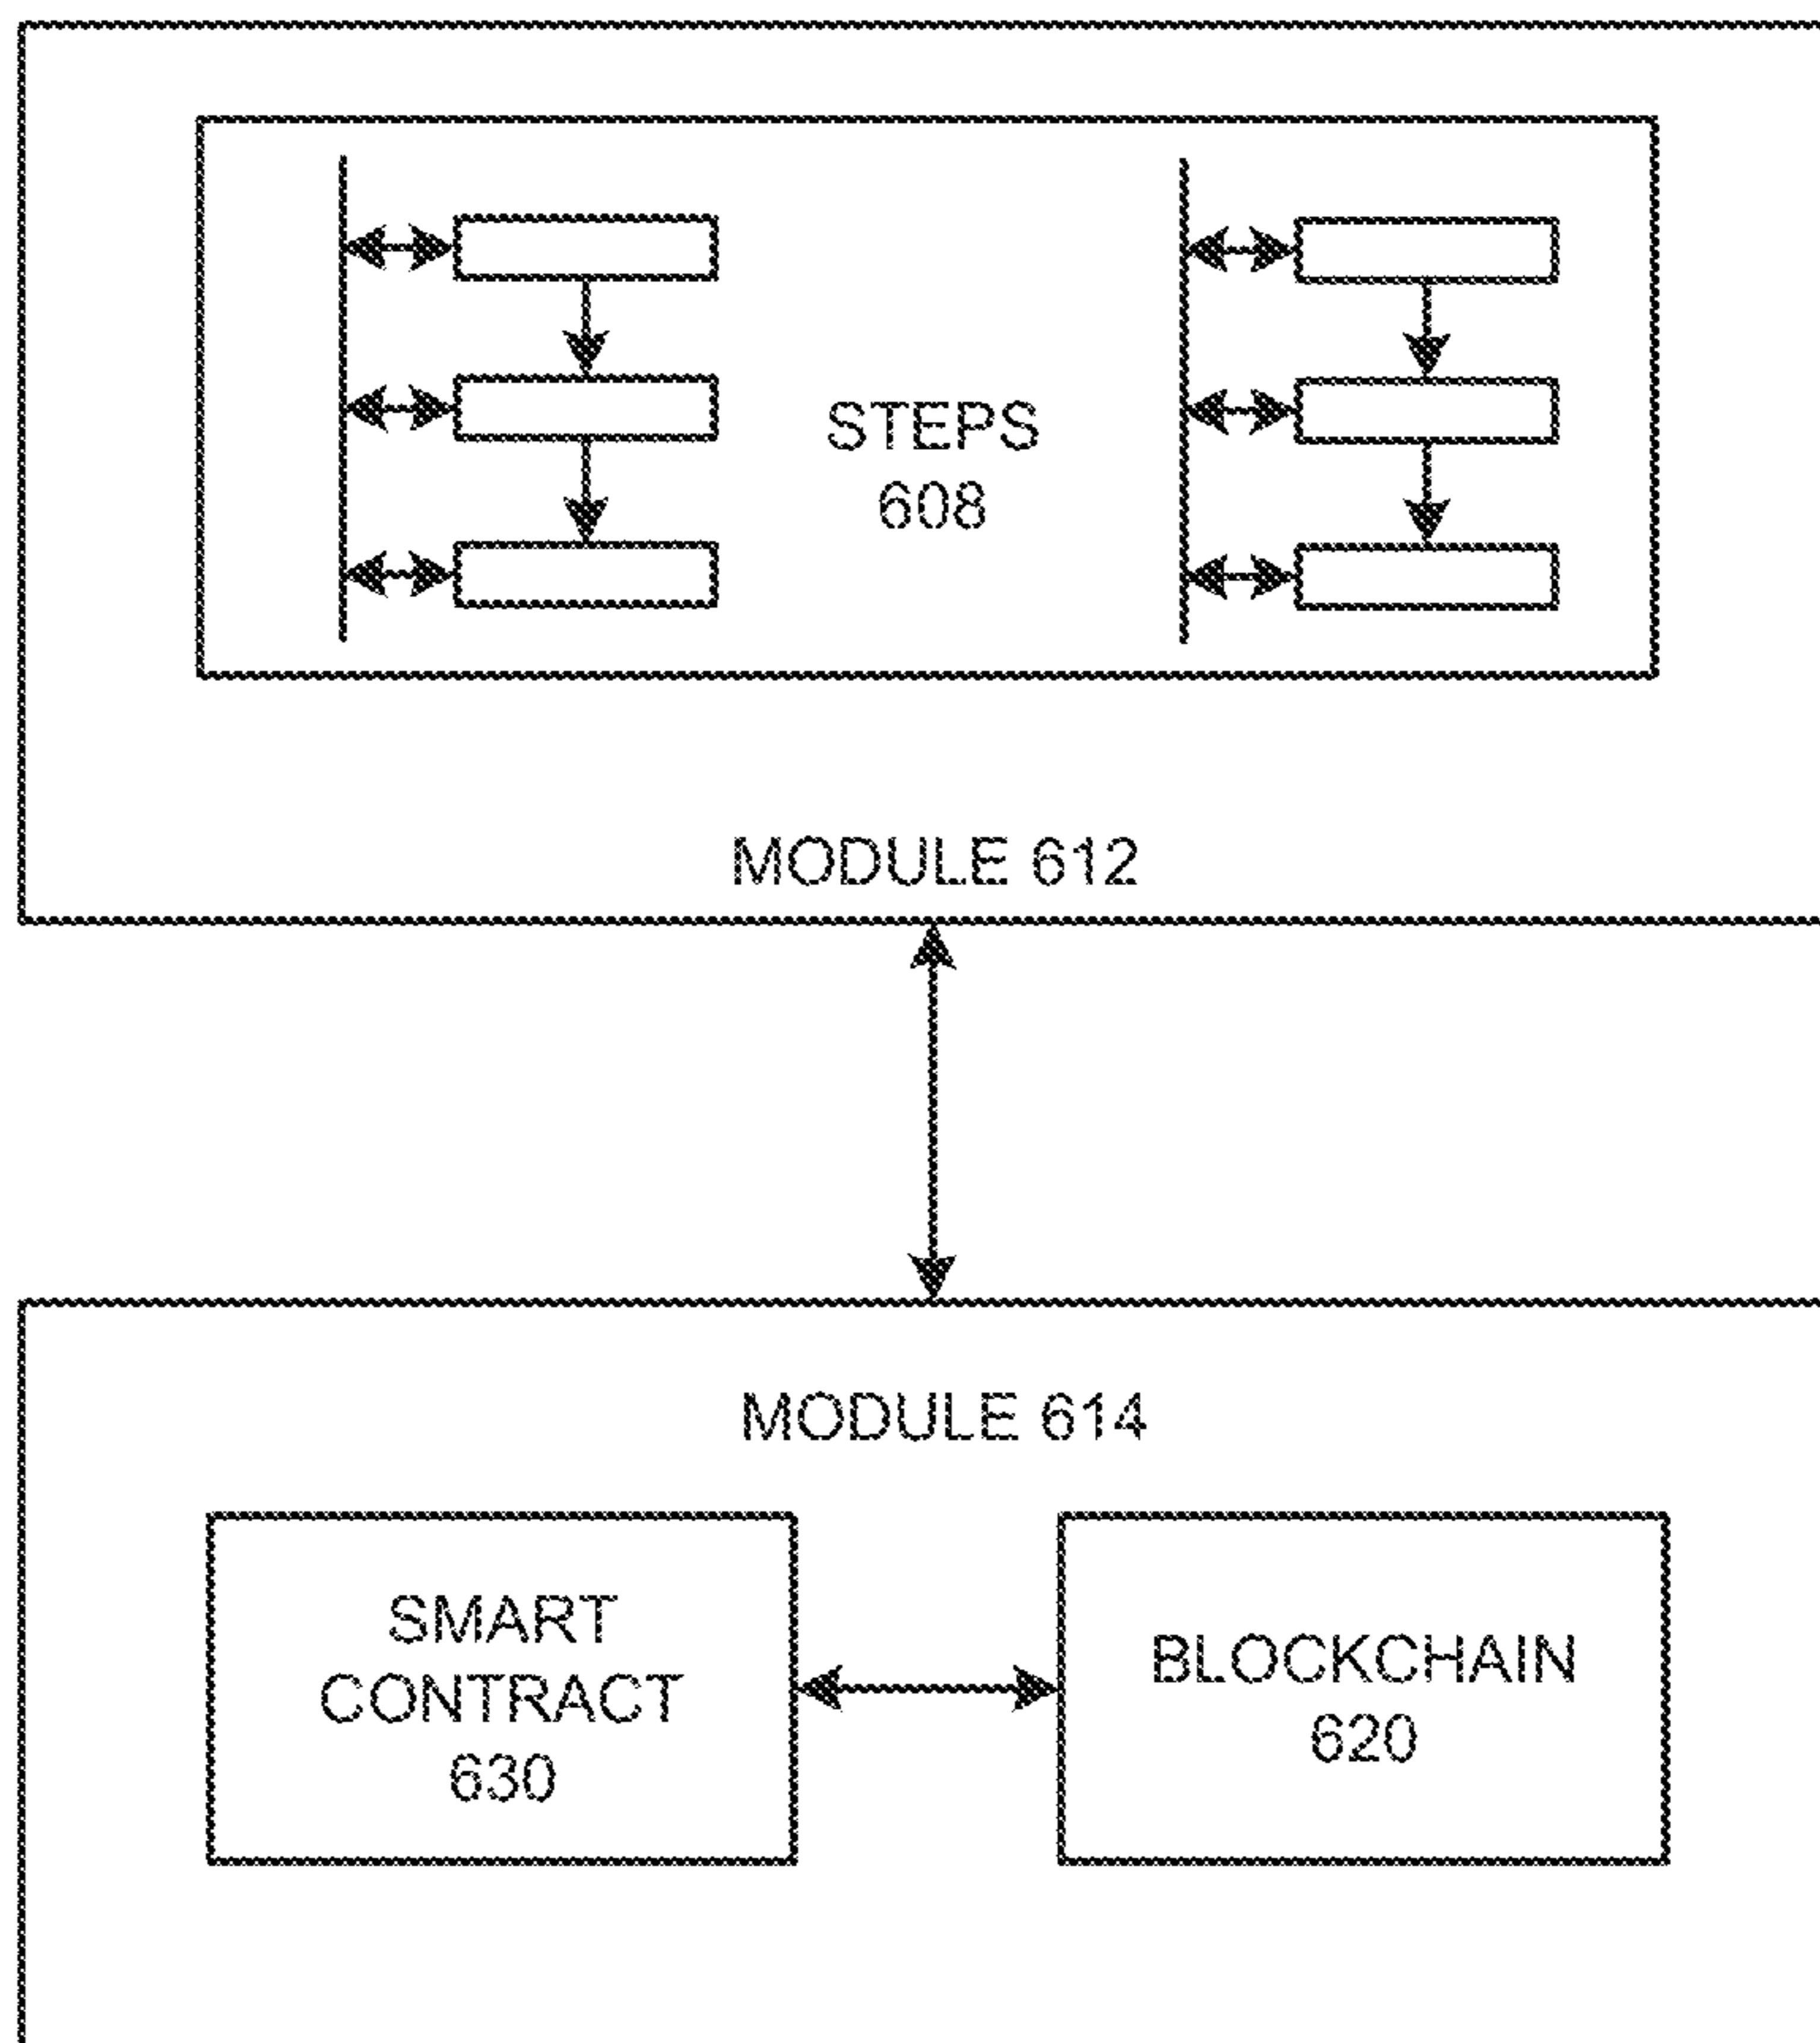 STEPS
608
MODULE 612
MODULE 614
SMART
CONTRACT
630
BLOCKCHAIN
620